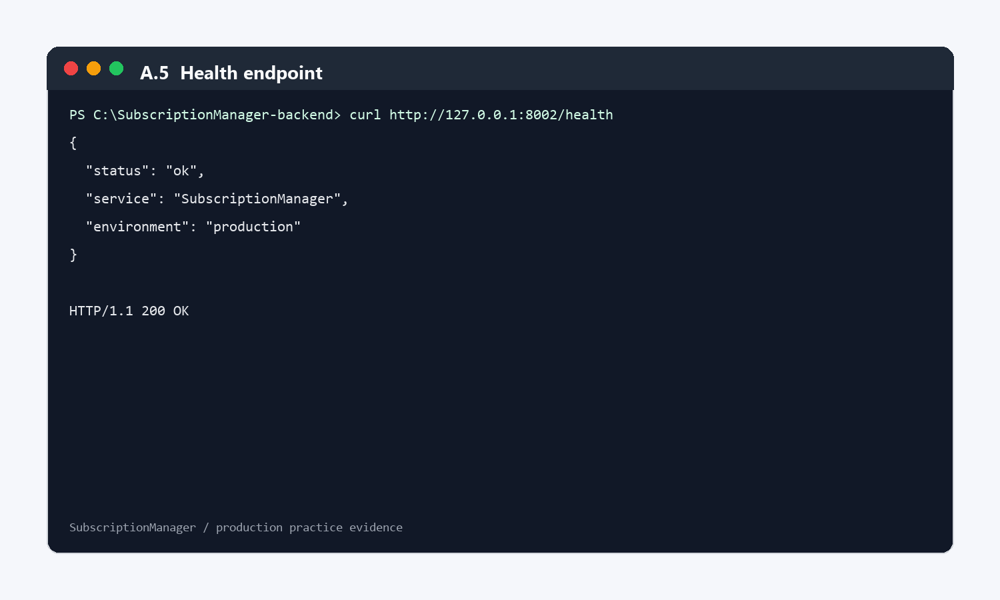 A.5  Health endpoint
PS C:\SubscriptionManager-backend> curl http://127.0.0.1:8002/health
{
  "status": "ok",
  "service": "SubscriptionManager",
  "environment": "production"
}
HTTP/1.1 200 OK
SubscriptionManager / production practice evidence